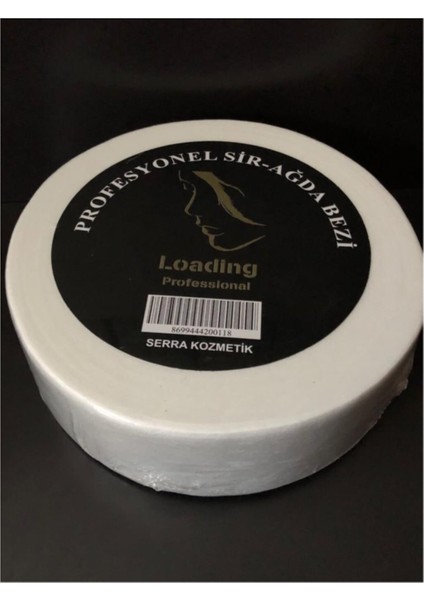 PROFESYONEL SİR-AĞDA BEZİ
Loading
Professional
8699444200118
SERRA KOZMETİK